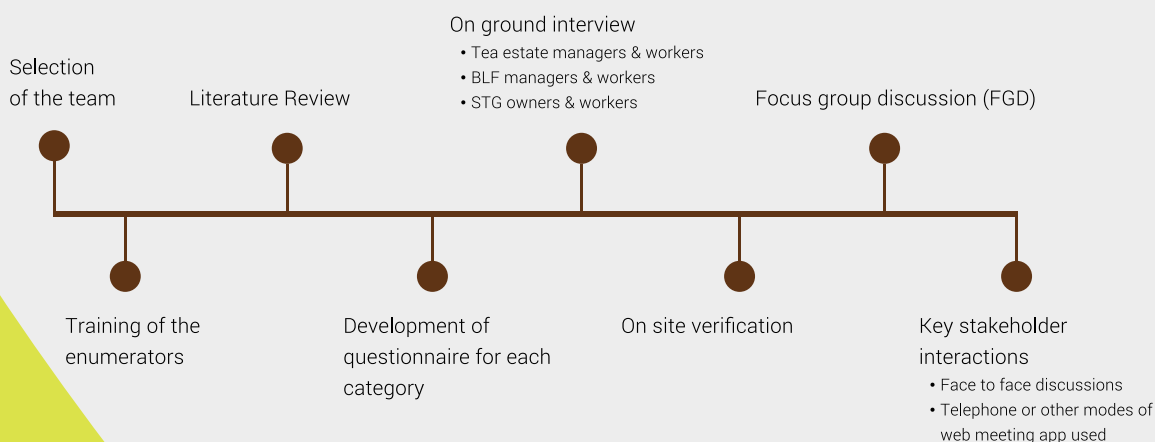 Selection
of the team
Literature Review
On ground interview
• Tea estate managers & workers
• BLF managers & workers
• STG owners & workers
Focus group discussion (FGD)
Training of the
enumerators
Development of
questionnaire for each
category
On site verification
Key stakeholder
interactions
• Face to face discussions
• Telephone or other modes of
web meeting app used